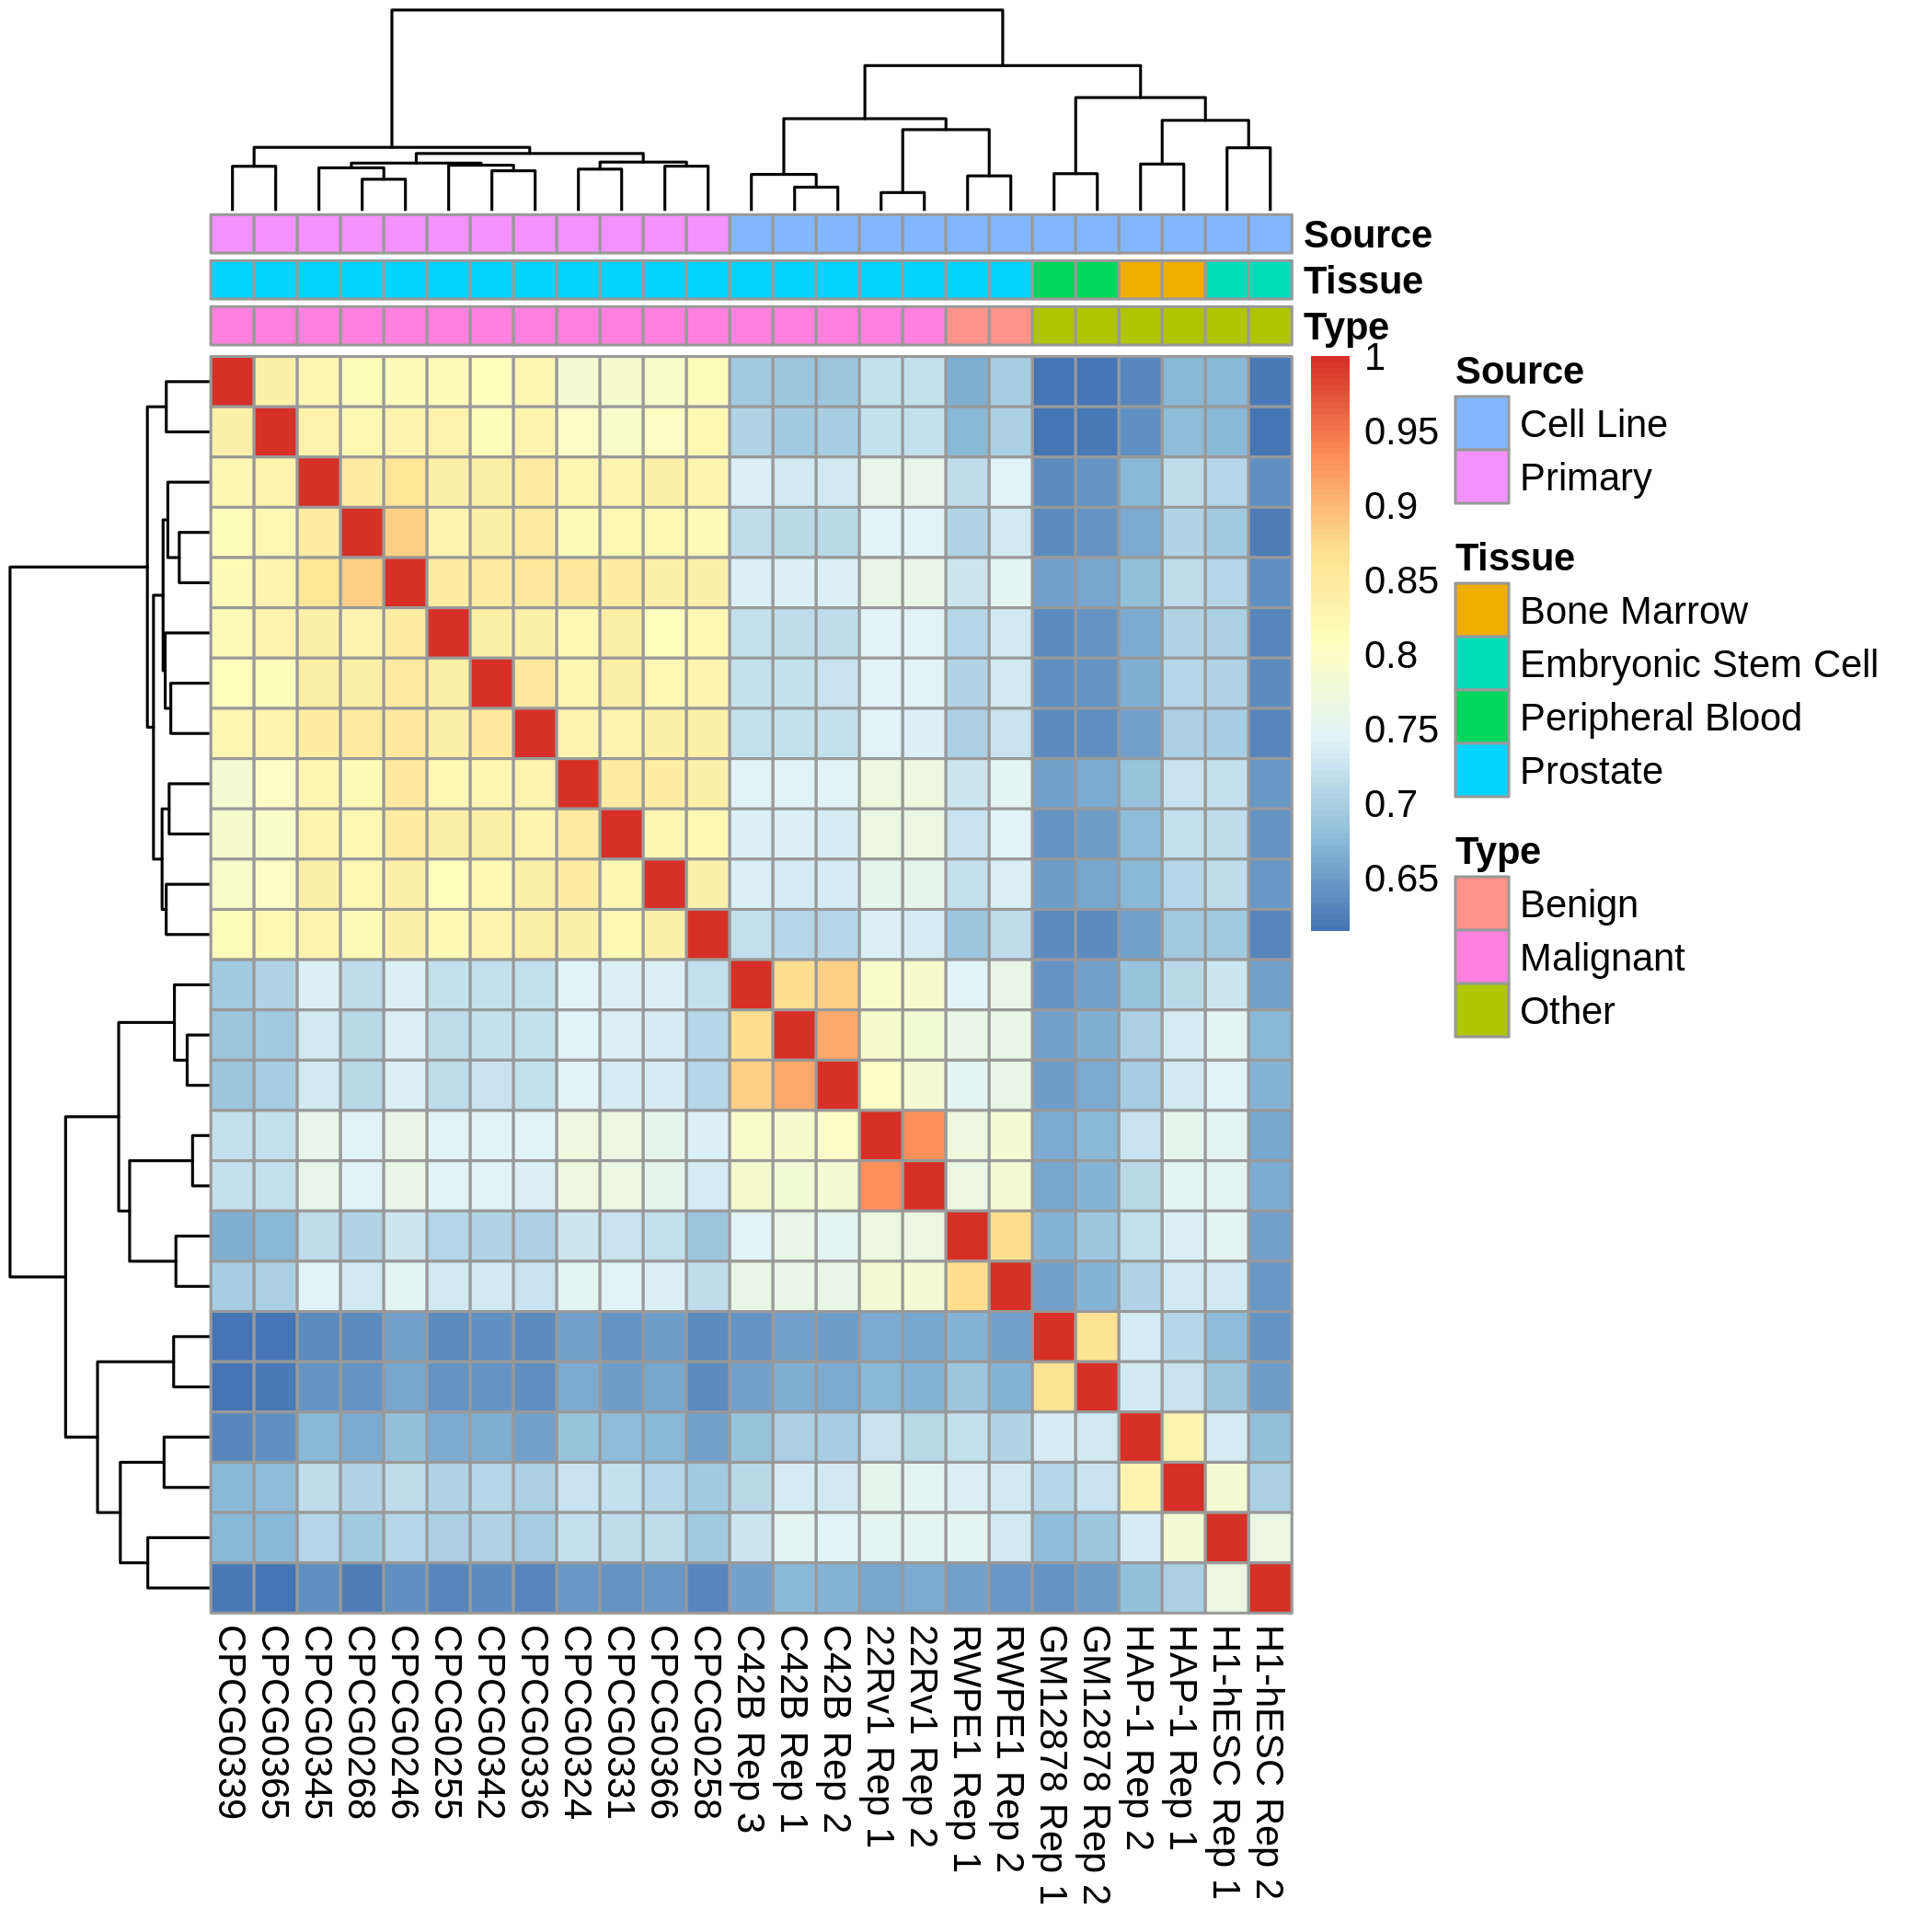 Source
Tissue
Type
1
0.95
0.9
0.85
0.8
0.75
0.7
0.65
Source
Cell Line
Primary
Tissue
Bone Marrow
Embryonic Stem Cell
Peripheral Blood
Prostate
Type
Benign
Malignant
Other
CPCG0339
CPCG0365
CPCG0345
CPCG0268
CPCG0246
CPCG0255
CPCG0342
CPCG0336
CPCG0324
CPCG0331
CPCG0366
CPCG0258
C42B Rep 3
C42B Rep 1
C42B Rep 2
22Rv1 Rep 1
22Rv1 Rep 2
RWPE1 Rep 1
RWPE1 Rep 2
GM12878 Rep 1
GM12878 Rep 2
HAP-1 Rep 2
HAP-1 Rep 1
H1-hESC Rep 1
H1-hESC Rep 2